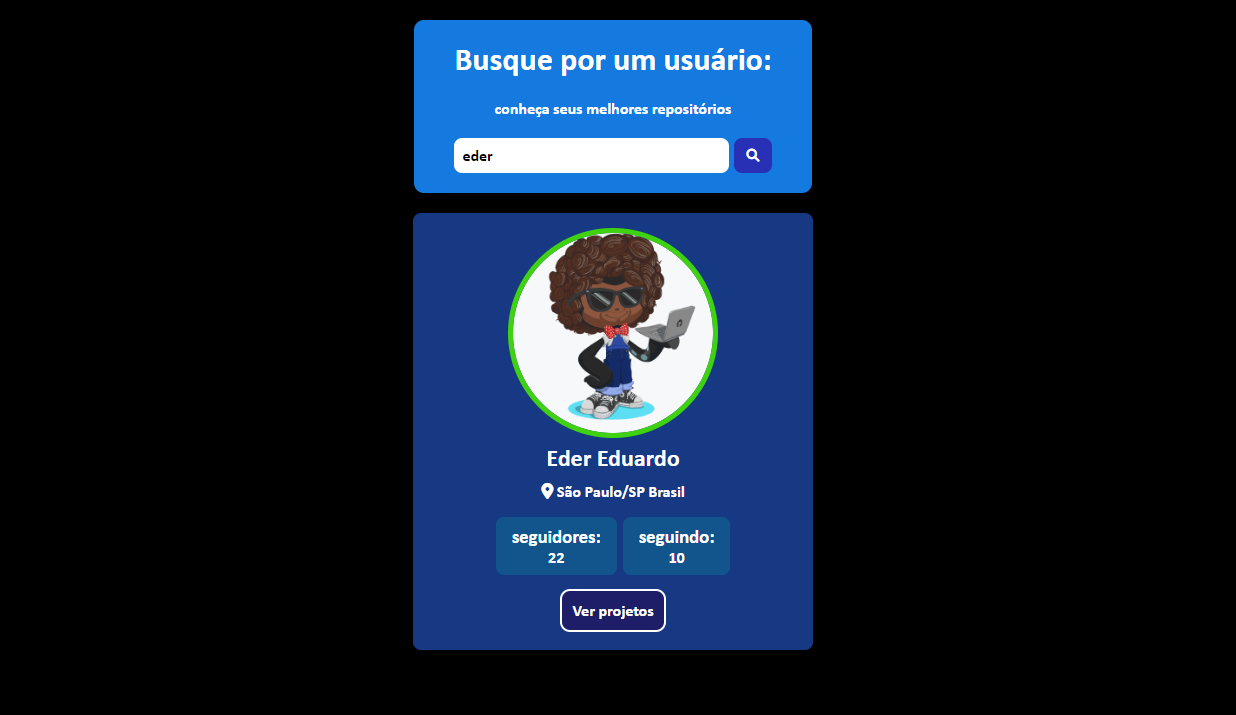 Busque por um usuário:
conheça seus melhores repositórios
eder
Eder Eduardo
São Paulo/SP Brasil
seguidores: seguindo:
22 10
Ver projetos